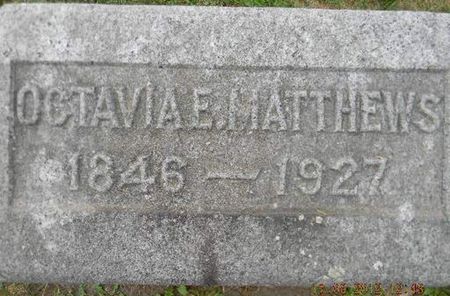 OCTAVIA E. MATTHEWS
1846 — 1927